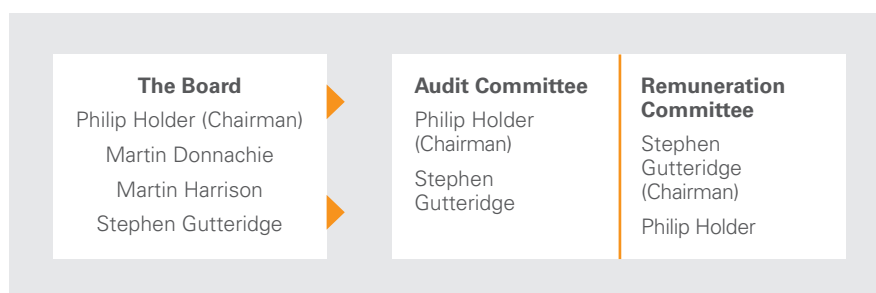 The Board
Philip Holder (Chairman)
Martin Donnachie
Martin Harrison
Stephen Gutteridge
Audit Committee
Philip Holder
(Chairman)
Stephen
Gutteridge
Remuneration
Committee
Stephen
Gutteridge
(Chairman)
Philip Holder